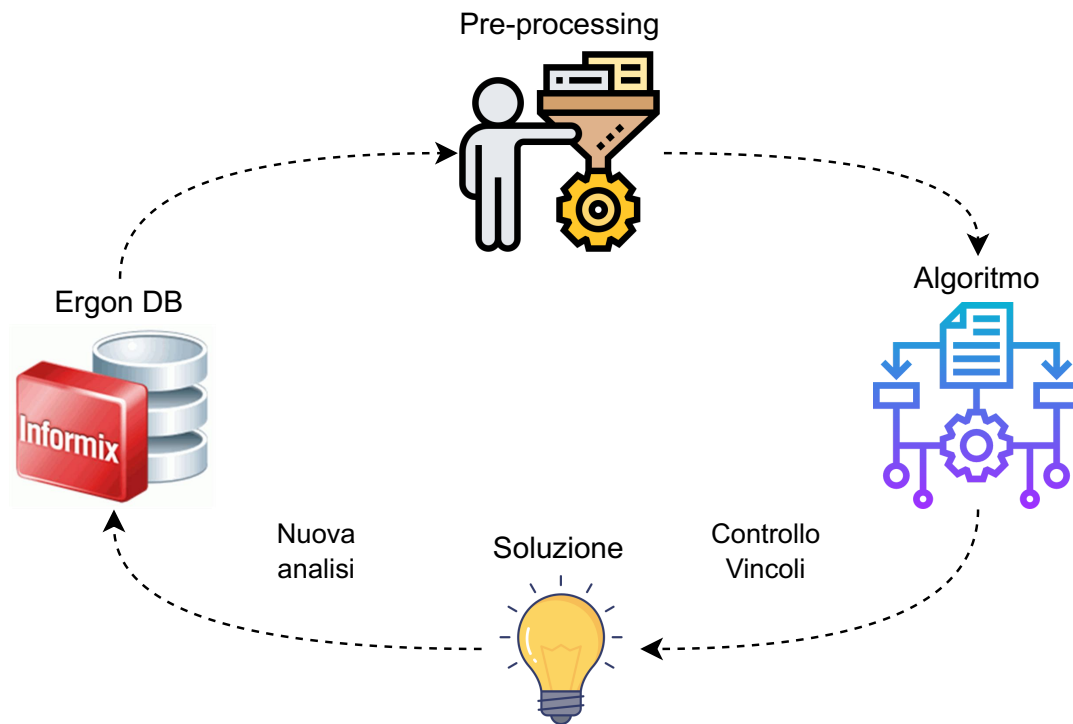 Pre-processing
Algoritmo
Ergon DB
Informix
Nuova
analisi
Soluzione
Controllo
Vincoli